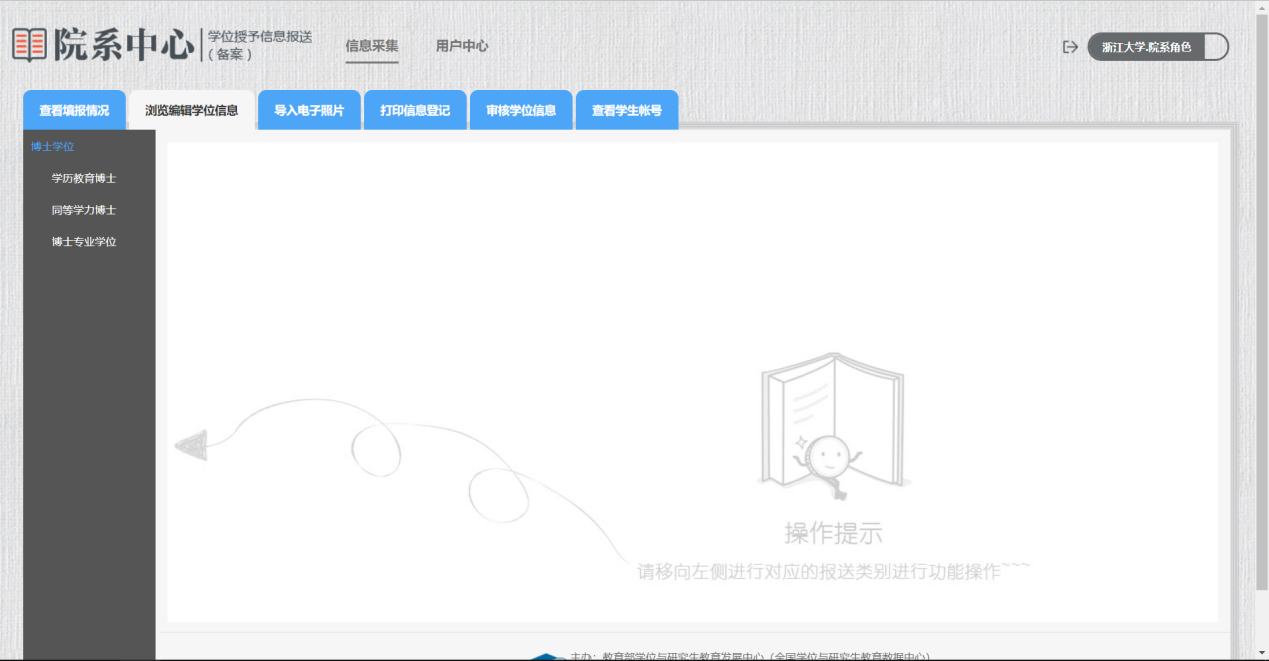 院系中心
学位授予信息报送
（备案）
信息采集
用户中心
浙江大学.院系角色
查看填报情况
浏览编辑学位信息
导入电子照片
打印信息登记
审核学位信息
查看学生帐号
博士学位
学历教育博士
同等学力博士
博士专业学位
操作提示
请移向左侧进行对应的报送类别进行功能操作~~~
主办：教育部学位与研究生教育发展中心（全国学位与研究生教育数据中心）